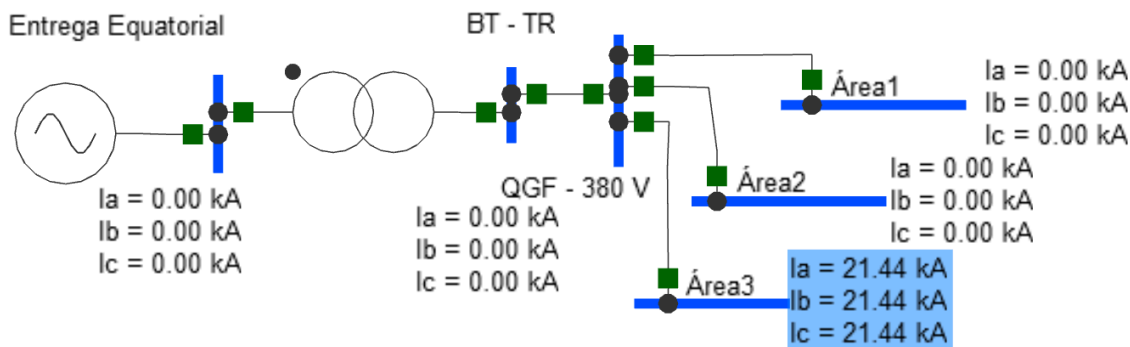 Entrega Equatorial
BT - TR
Ia = 0.00 kA
Ib = 0.00 kA
Ic = 0.00 kA
Área1
Ia = 0.00 kA
Ib = 0.00 kA
Ic = 0.00 kA
Área2
QGF - 380 V
Ia = 0.00 kA
Ib = 0.00 kA
Ic = 0.00 kA
Ia = 0.00 kA
Ib = 0.00 kA
Ic = 0.00 kA
Área3
Ia = 21.44 kA
Ib = 21.44 kA
Ic = 21.44 kA